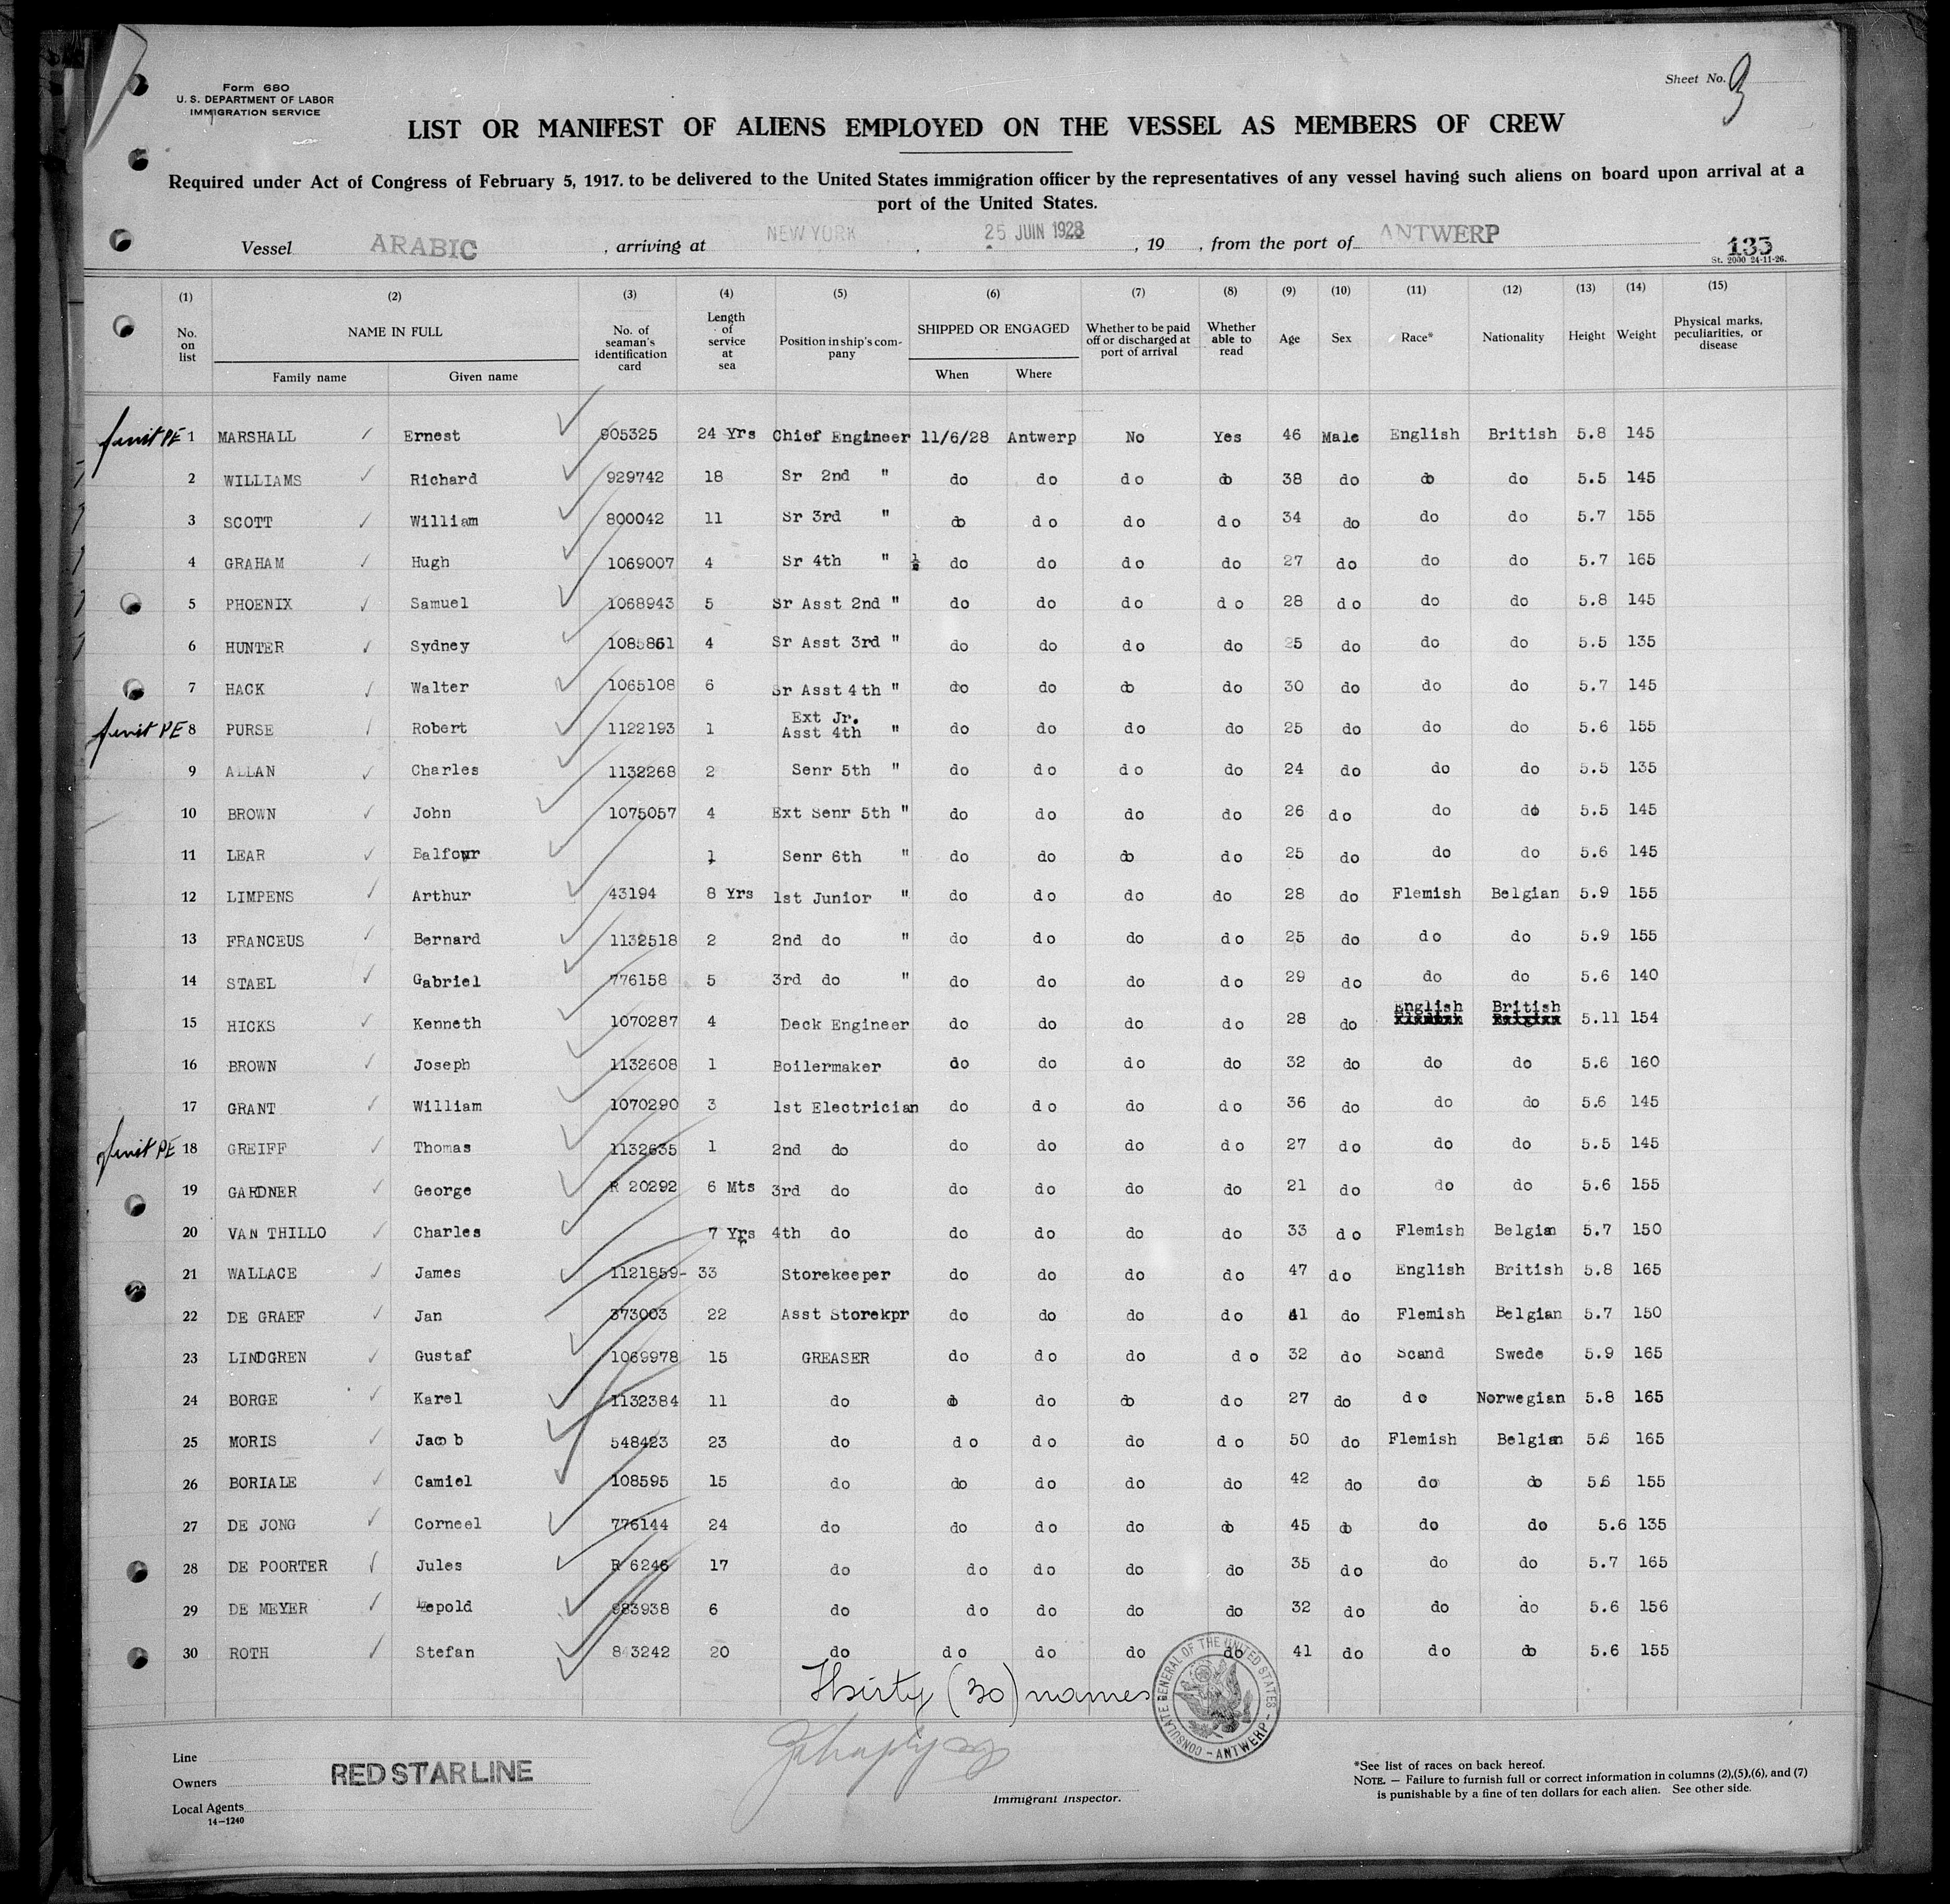 Form 680
U. S. DEPARTMENT OF LABOR
IMMIGRATION SERVICE
Sheet No.
LIST OR MANIFEST OF ALIENS EMPLOYED ON THE VESSEL AS MEMBERS OF CREW
Required under Act of Congress of February 5, 1917. to be delivered to the United States immigration officer by the representatives of any vessel having such aliens on board upon arrival at a
port of the United States.
Vessel ARABIC , arriving at NEW YORK , 25 JUIN 1928 , 19 , from the port of ANTWERP 133
St. 2000 24-11-26.
(1) (2) (3) (4) (5) (6) (7) (8) (9) (10) (11) (12) (13) (14) (15)
No. on list NAME IN FULL No. of seaman's identification card Length of service at sea Position in ship's company SHIPPED OR ENGAGED Whether to be paid off or discharged at port of arrival Whether able to read Age Sex Race* Nationality Height Weight Physical marks, peculiarities, or disease
Family name Given name When Where
1 MARSHALL Ernest 905325 24 Yrs Chief Engineer 11/6/28 Antwerp No Yes 46 Male English British 5.8 145
2 WILLIAMS Richard 929742 18 Sr 2nd " do do do do 38 do do do 5.5 145
3 SCOTT William 800042 11 Sr 3rd " do do do do 34 do do do 5.7 155
4 GRAHAM Hugh 1069007 4 Sr 4th " do do do do 27 do do do 5.7 165
5 PHOENIX Samuel 1068943 5 Sr Asst 2nd " do do do do 28 do do do 5.8 145
6 HUNTER Sydney 1085861 4 Sr Asst 3rd " do do do do 25 do do do 5.5 135
7 HACK Walter 1065108 6 Sr Asst 4th " do do do do 30 do do do 5.7 145
8 PURSE Robert 1122193 1 Ext Jr. Asst 4th " do do do do 25 do do do 5.6 155
9 ALLAN Charles 1132268 2 Senr 5th " do do do do 24 do do do 5.5 135
10 BROWN John 1075057 4 Ext Senr 5th " do do do do 26 do do do 5.5 145
11 LEAR Balfour 1 Senr 6th " do do do do 25 do do do 5.6 145
12 LIMPENS Arthur 43194 8 Yrs 1st Junior " do do do do 28 do Flemish Belgian 5.9 155
13 FRANCEUS Bernard 1132518 2 2nd do " do do do do 25 do do do 5.9 155
14 STAEL Gabriel 776158 5 3rd do " do do do do 29 do do do 5.6 140
15 HICKS Kenneth 1070287 4 Deck Engineer do do do do 28 do English British 5.11 154
16 BROWN Joseph 1132608 1 Boilermaker do do do do 32 do do do 5.6 160
17 GRANT William 1070290 3 1st Electrician do do do do 36 do do do 5.6 145
18 GREIFF Thomas 1132635 1 2nd do do do do do 27 do do do 5.5 145
19 GARDNER George R 20292 6 Mts 3rd do do do do do 21 do do do 5.6 155
20 VAN THILLO Charles 7 Yrs 4th do do do do do 33 do Flemish Belgian 5.7 150
21 WALLACE James 1121859- 33 Storekeeper do do do do 47 do English British 5.8 165
22 DE GRAEF Jan 373003 22 Asst Storekpr do do do do 41 do Flemish Belgian 5.7 150
23 LINDGREN Gustaf 1069978 15 GREASER do do do do 32 do Scand Swede 5.9 165
24 BORGE Karel 1132384 11 do do do do do 27 do do Norwegian 5.8 165
25 MORIS Jacob 548423 23 do do do do do 50 do Flemish Belgian 5.6 165
26 BORIALE Camiel 108595 15 do do do do do 42 do do do 5.6 155
27 DE JONG Corneel 776144 24 do do do do do 45 do do do 5.6 135
28 DE POORTER Jules R 6246 17 do do do do do 35 do do do 5.7 165
29 DE MEYER Leopold 983938 6 do do do do do 32 do do do 5.6 156
30 ROTH Stefan 20 do do do do do 41 do do do 5.6 155
Thirty (30) names
CONSULATE GENERAL OF THE UNITED STATES - ANTWERP -
Line
Owners RED STAR LINE
Local Agents
14-1240
Immigrant inspector.
*See list of races on back hereof.
NOTE. — Failure to furnish full or correct information in columns (2),(5),(6), and (7)
is punishable by a fine of ten dollars for each alien. See other side.